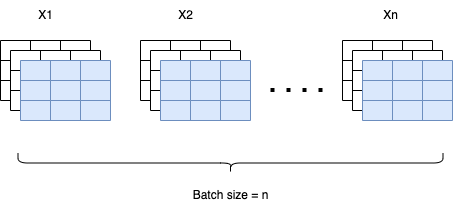 X1 X2 Xn
. . . .
Batch size = n